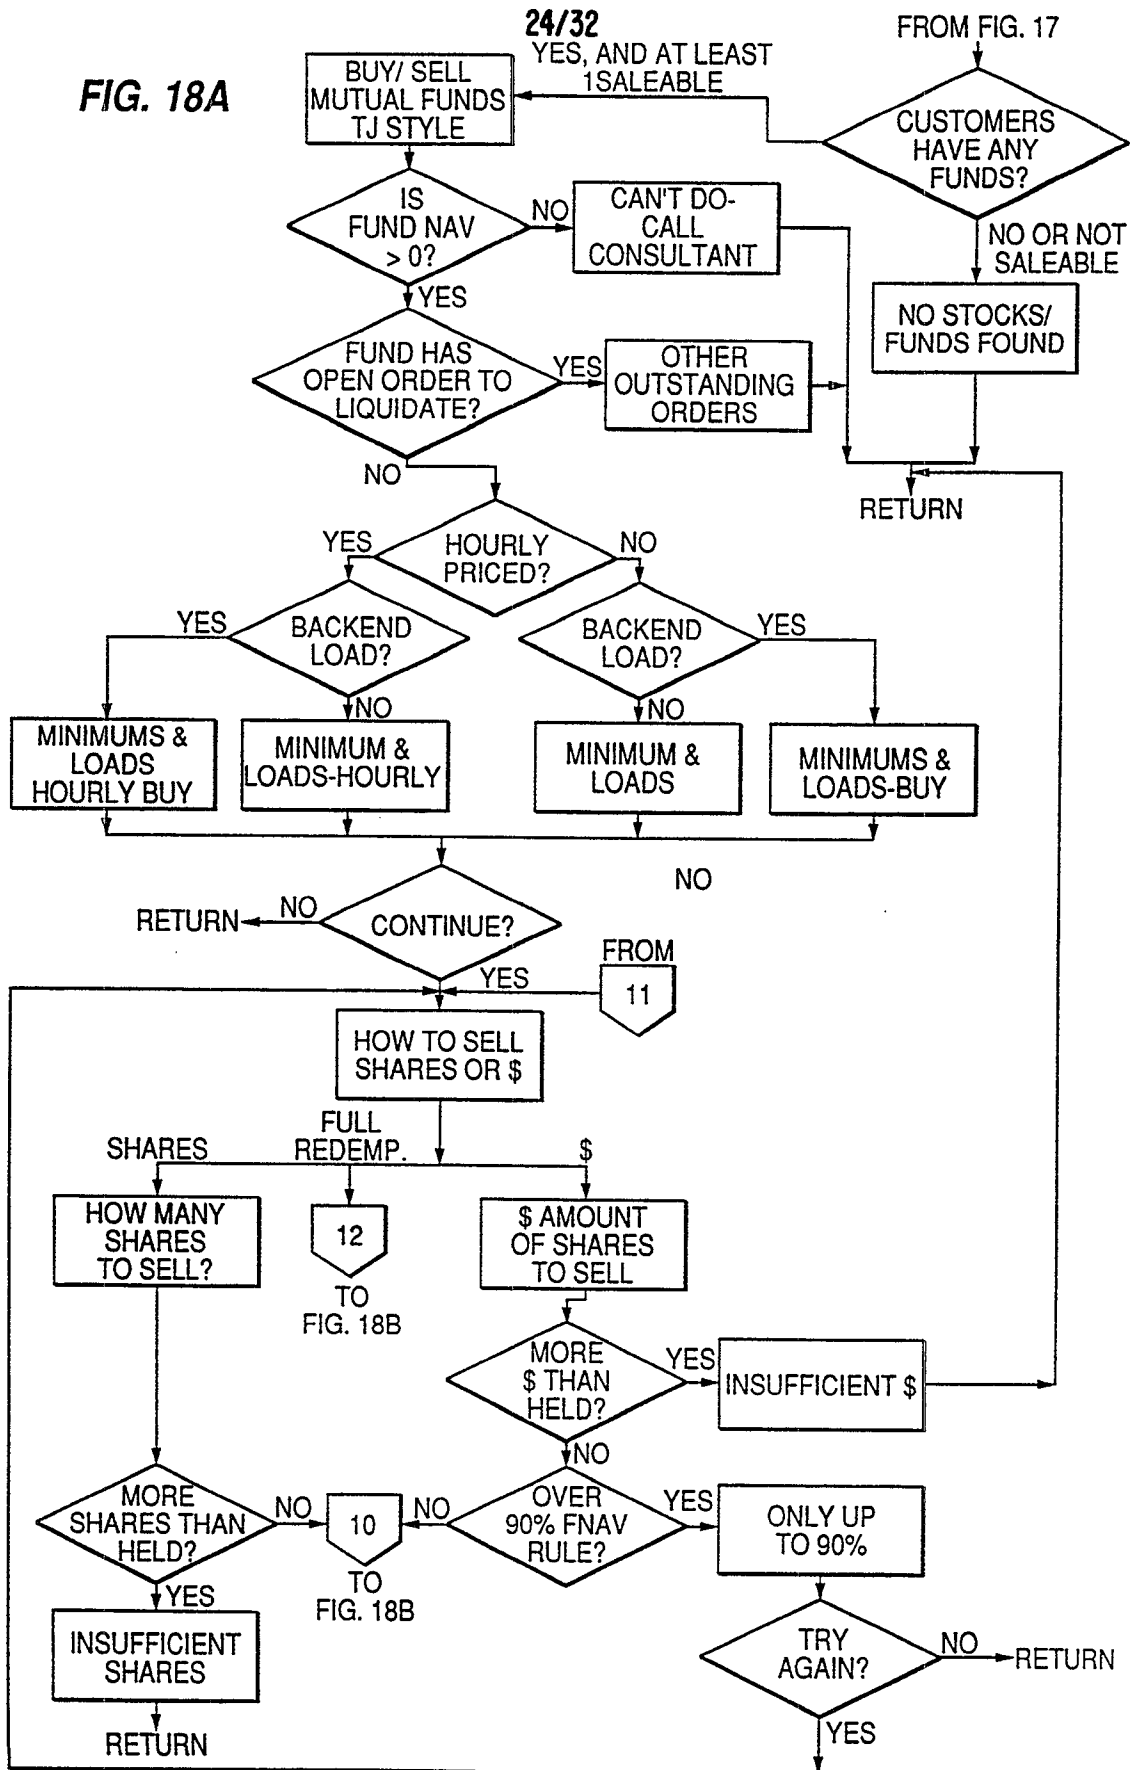 24/32
FROM FIG. 17
FIG. 18A
YES, AND AT LEAST
1SALEABLE
BUY/ SELL
MUTUAL FUNDS
TJ STYLE
CUSTOMERS
HAVE ANY
FUNDS?
IS
FUND NAV
> 0?
NO
CAN'T DO-
CALL
CONSULTANT
NO OR NOT
SALEABLE
YES
NO STOCKS/
FUNDS FOUND
FUND HAS
OPEN ORDER TO
LIQUIDATE?
YES
OTHER
OUTSTANDING
ORDERS
NO
RETURN
HOURLY
PRICED?
YES
NO
YES
BACKEND
LOAD?
BACKEND
LOAD?
YES
NO
NO
MINIMUMS &
LOADS
HOURLY BUY
MINIMUM &
LOADS-HOURLY
MINIMUM &
LOADS
MINIMUMS &
LOADS-BUY
NO
RETURN
NO
CONTINUE?
YES
FROM
11
HOW TO SELL
SHARES OR $
SHARES
FULL
REDEMP.
$
HOW MANY
SHARES
TO SELL?
12
TO
FIG. 18B
$ AMOUNT
OF SHARES
TO SELL
MORE
$ THAN
HELD?
YES
INSUFFICIENT $
NO
MORE
SHARES THAN
HELD?
NO
10
TO
FIG. 18B
NO
OVER
90% FNAV
RULE?
YES
ONLY UP
TO 90%
YES
INSUFFICIENT
SHARES
RETURN
TRY
AGAIN?
NO
RETURN
YES